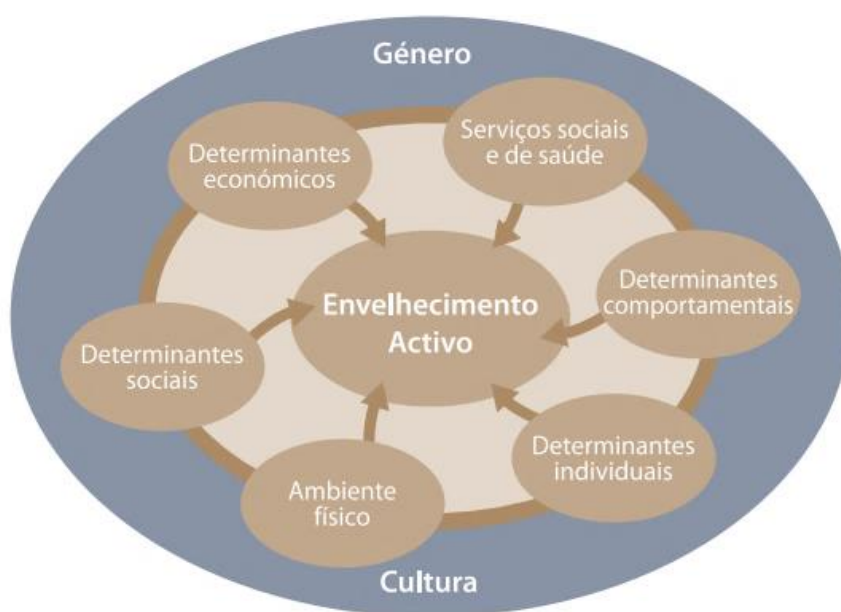 Género
Serviços sociais
e de saúde
Determinantes
económicos
Determinantes
comportamentais
Envelhecimento
Activo
Determinantes
sociais
Determinantes
individuais
Ambiente
físico
Cultura